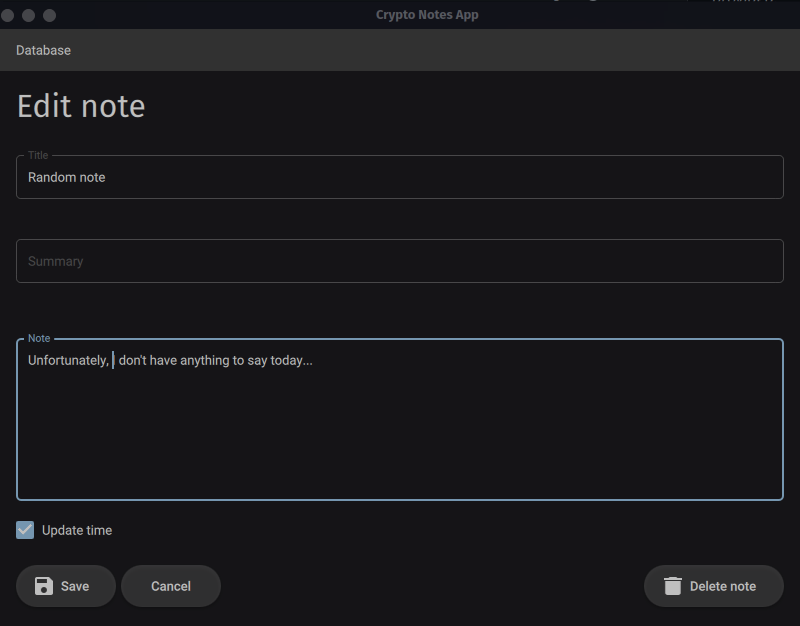 Crypto Notes App
Database
Edit note
Title
Random note
Summary
Note
Unfortunately, I don't have anything to say today...
Update time
Save
Cancel
Delete note